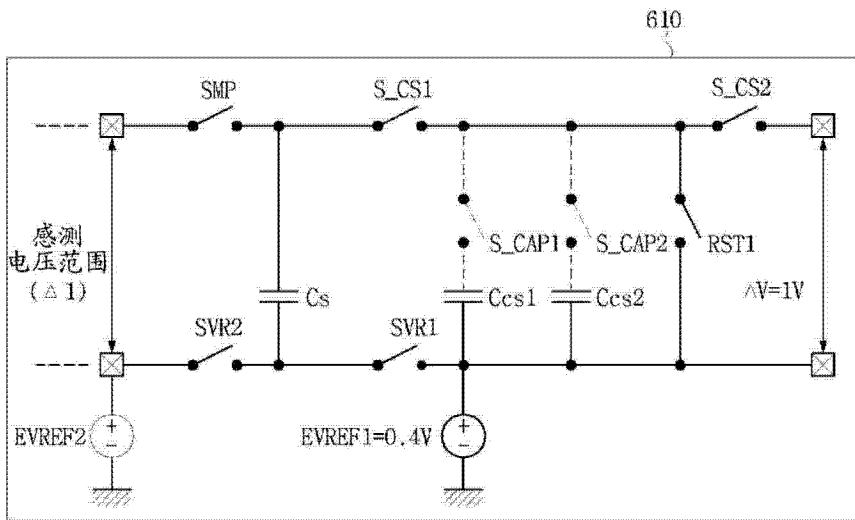 610
SMP
S_CS1
S_CS2
感测
电压范围
(△1)
S_CAP1
S_CAP2
RST1
Cs
Ccs1
Ccs2
△V=1V
SVR2
SVR1
EVREF2
EVREF1=0.4V